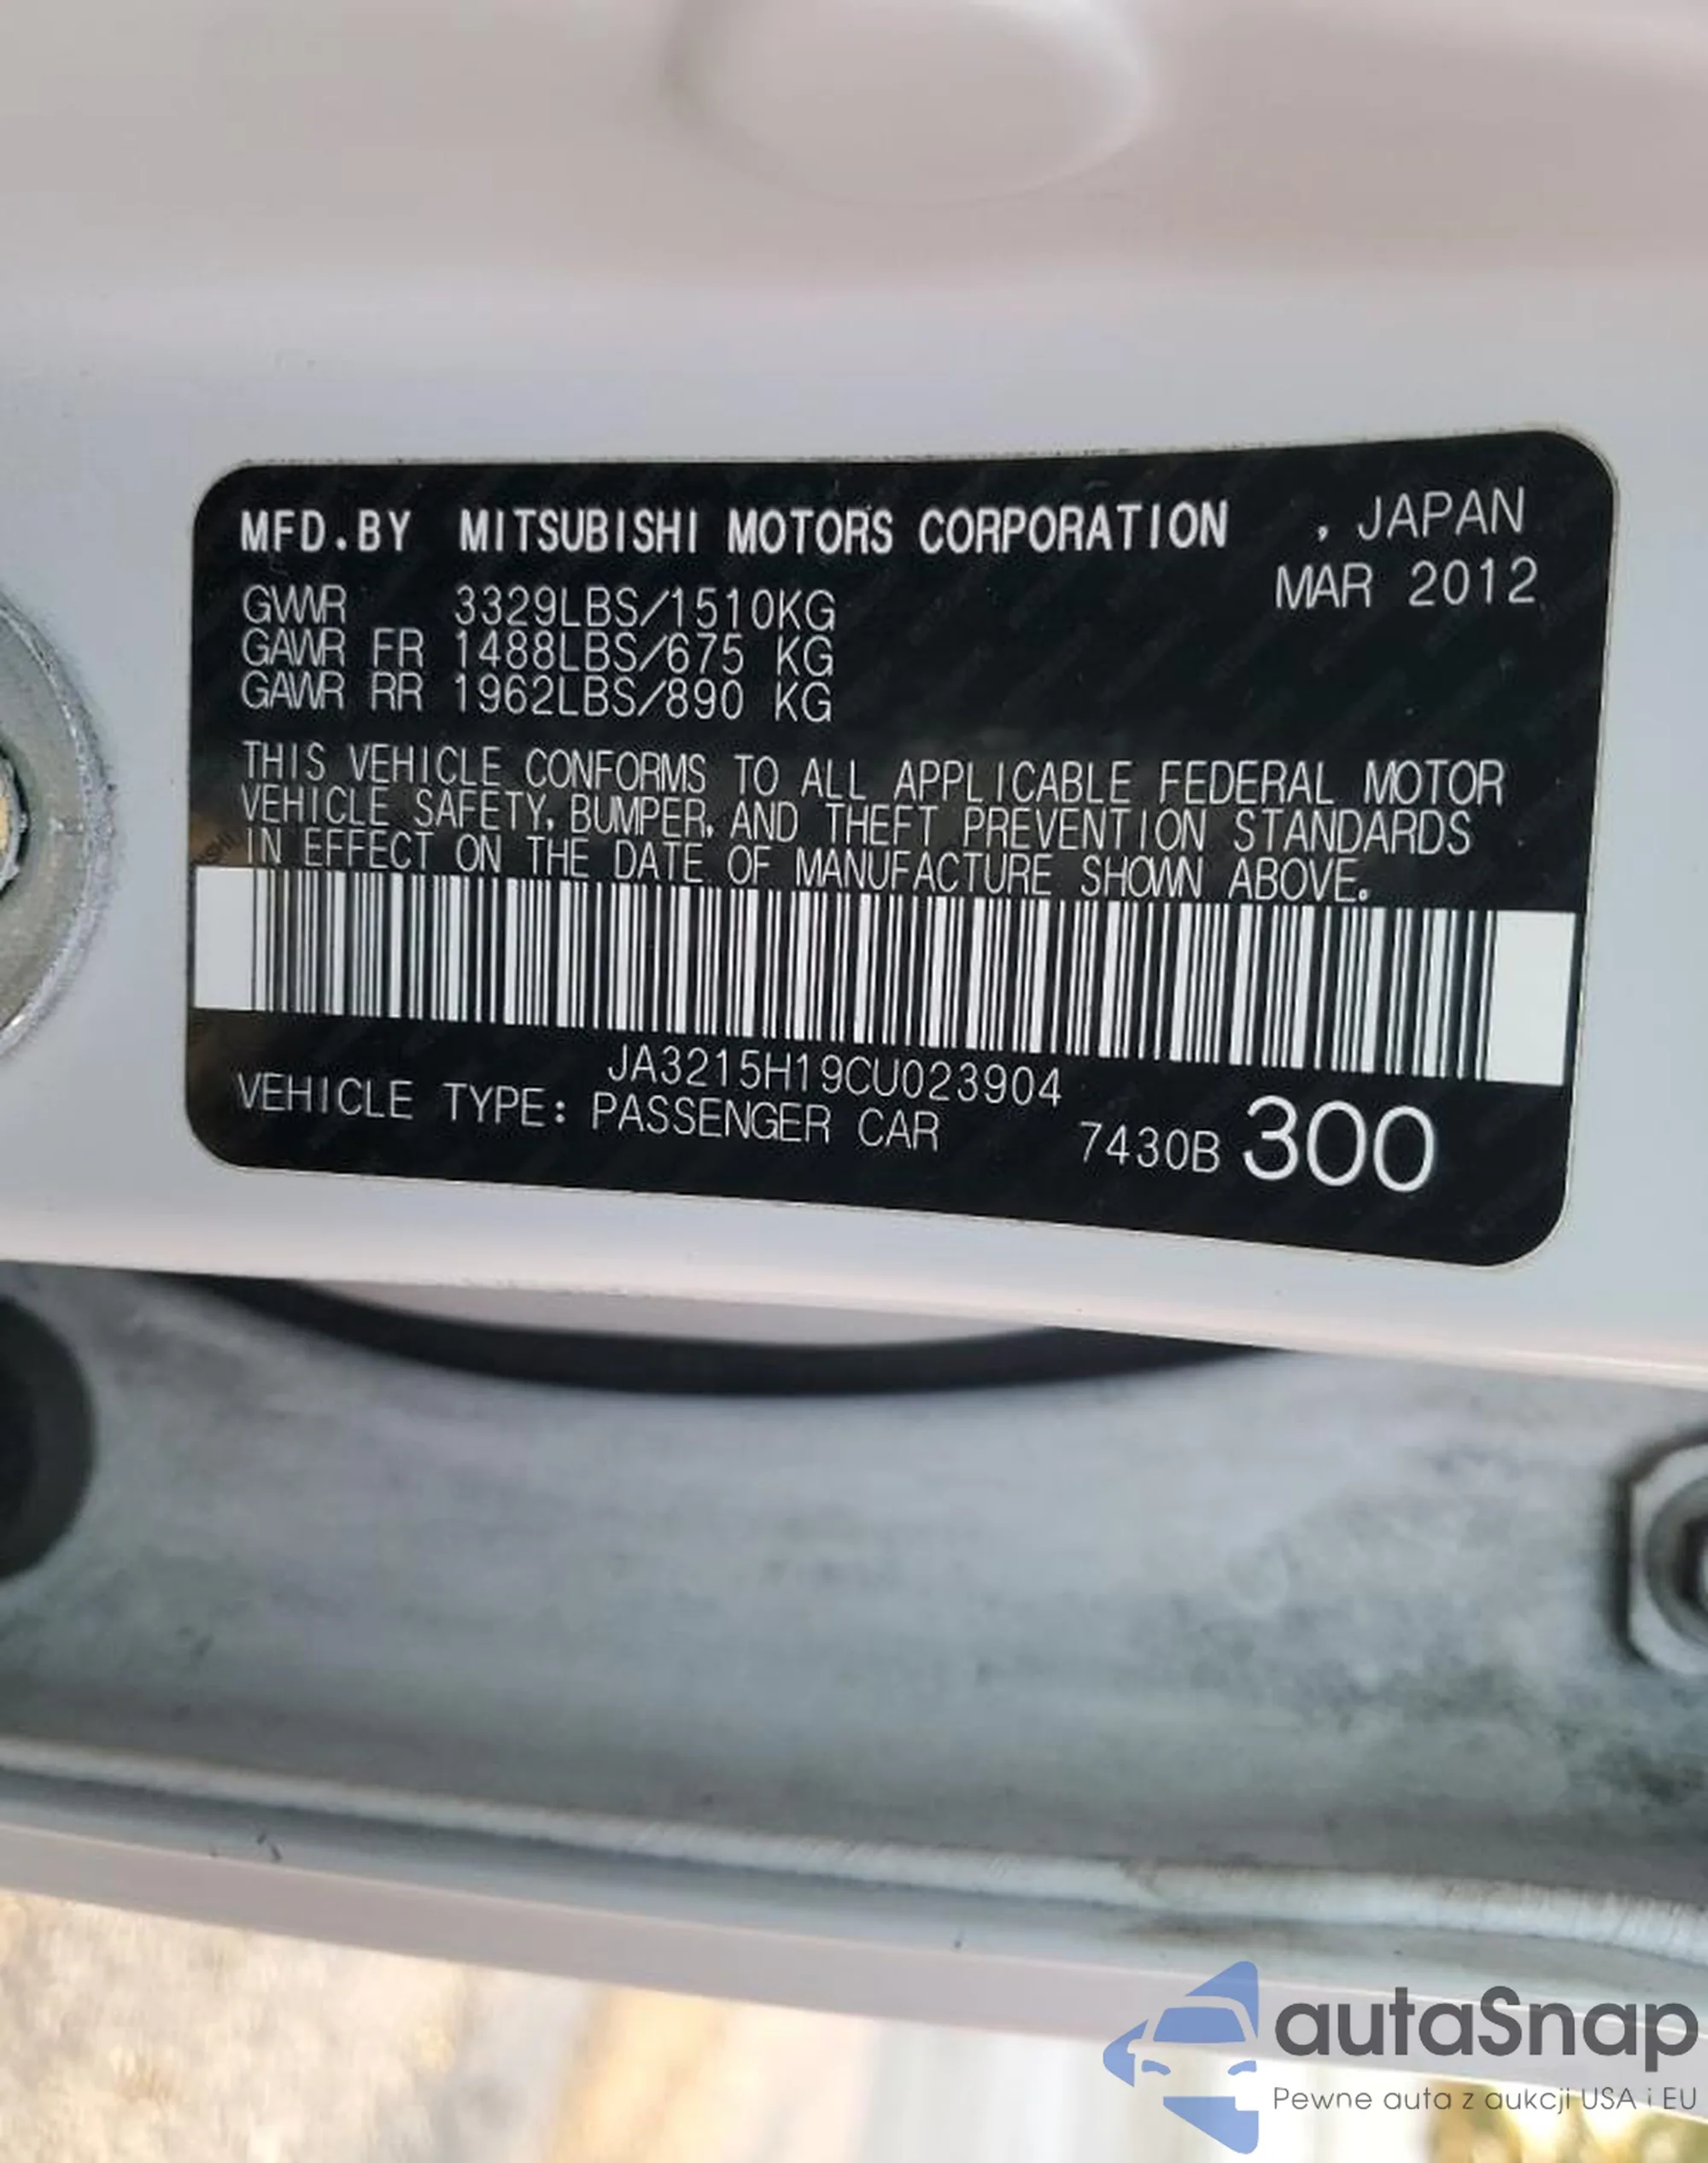 MFD.BY MITSUBISHI MOTORS CORPORATION , JAPAN
MAR 2012
GVWR 3329LBS/1510KG
GAWR FR 1488LBS/675 KG
GAWR RR 1962LBS/890 KG
THIS VEHICLE CONFORMS TO ALL APPLICABLE FEDERAL MOTOR
VEHICLE SAFETY, BUMPER, AND THEFT PREVENTION STANDARDS
IN EFFECT ON THE DATE OF MANUFACTURE SHOWN ABOVE.
JA3215H19CU023904
VEHICLE TYPE: PASSENGER CAR 7430B 300
autaSnap
Pewne auta z aukcji USA i EU